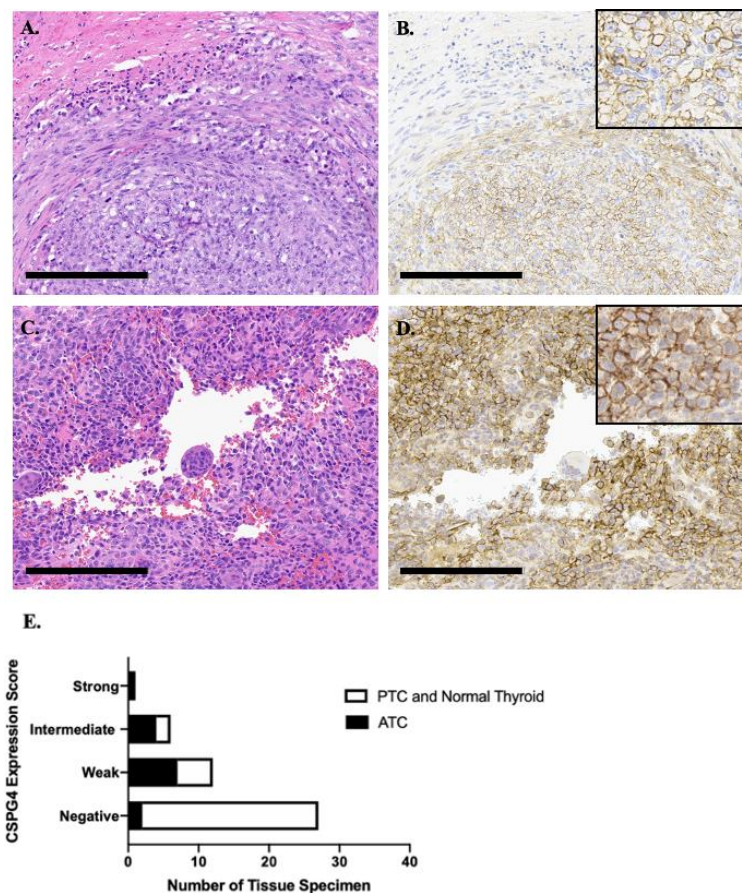 A.
B.
C.
D.
E.
CSPG4 Expression Score
Strong
Intermediate
Weak
Negative
0
10
20
30
40
Number of Tissue Specimen
PTC and Normal Thyroid
ATC